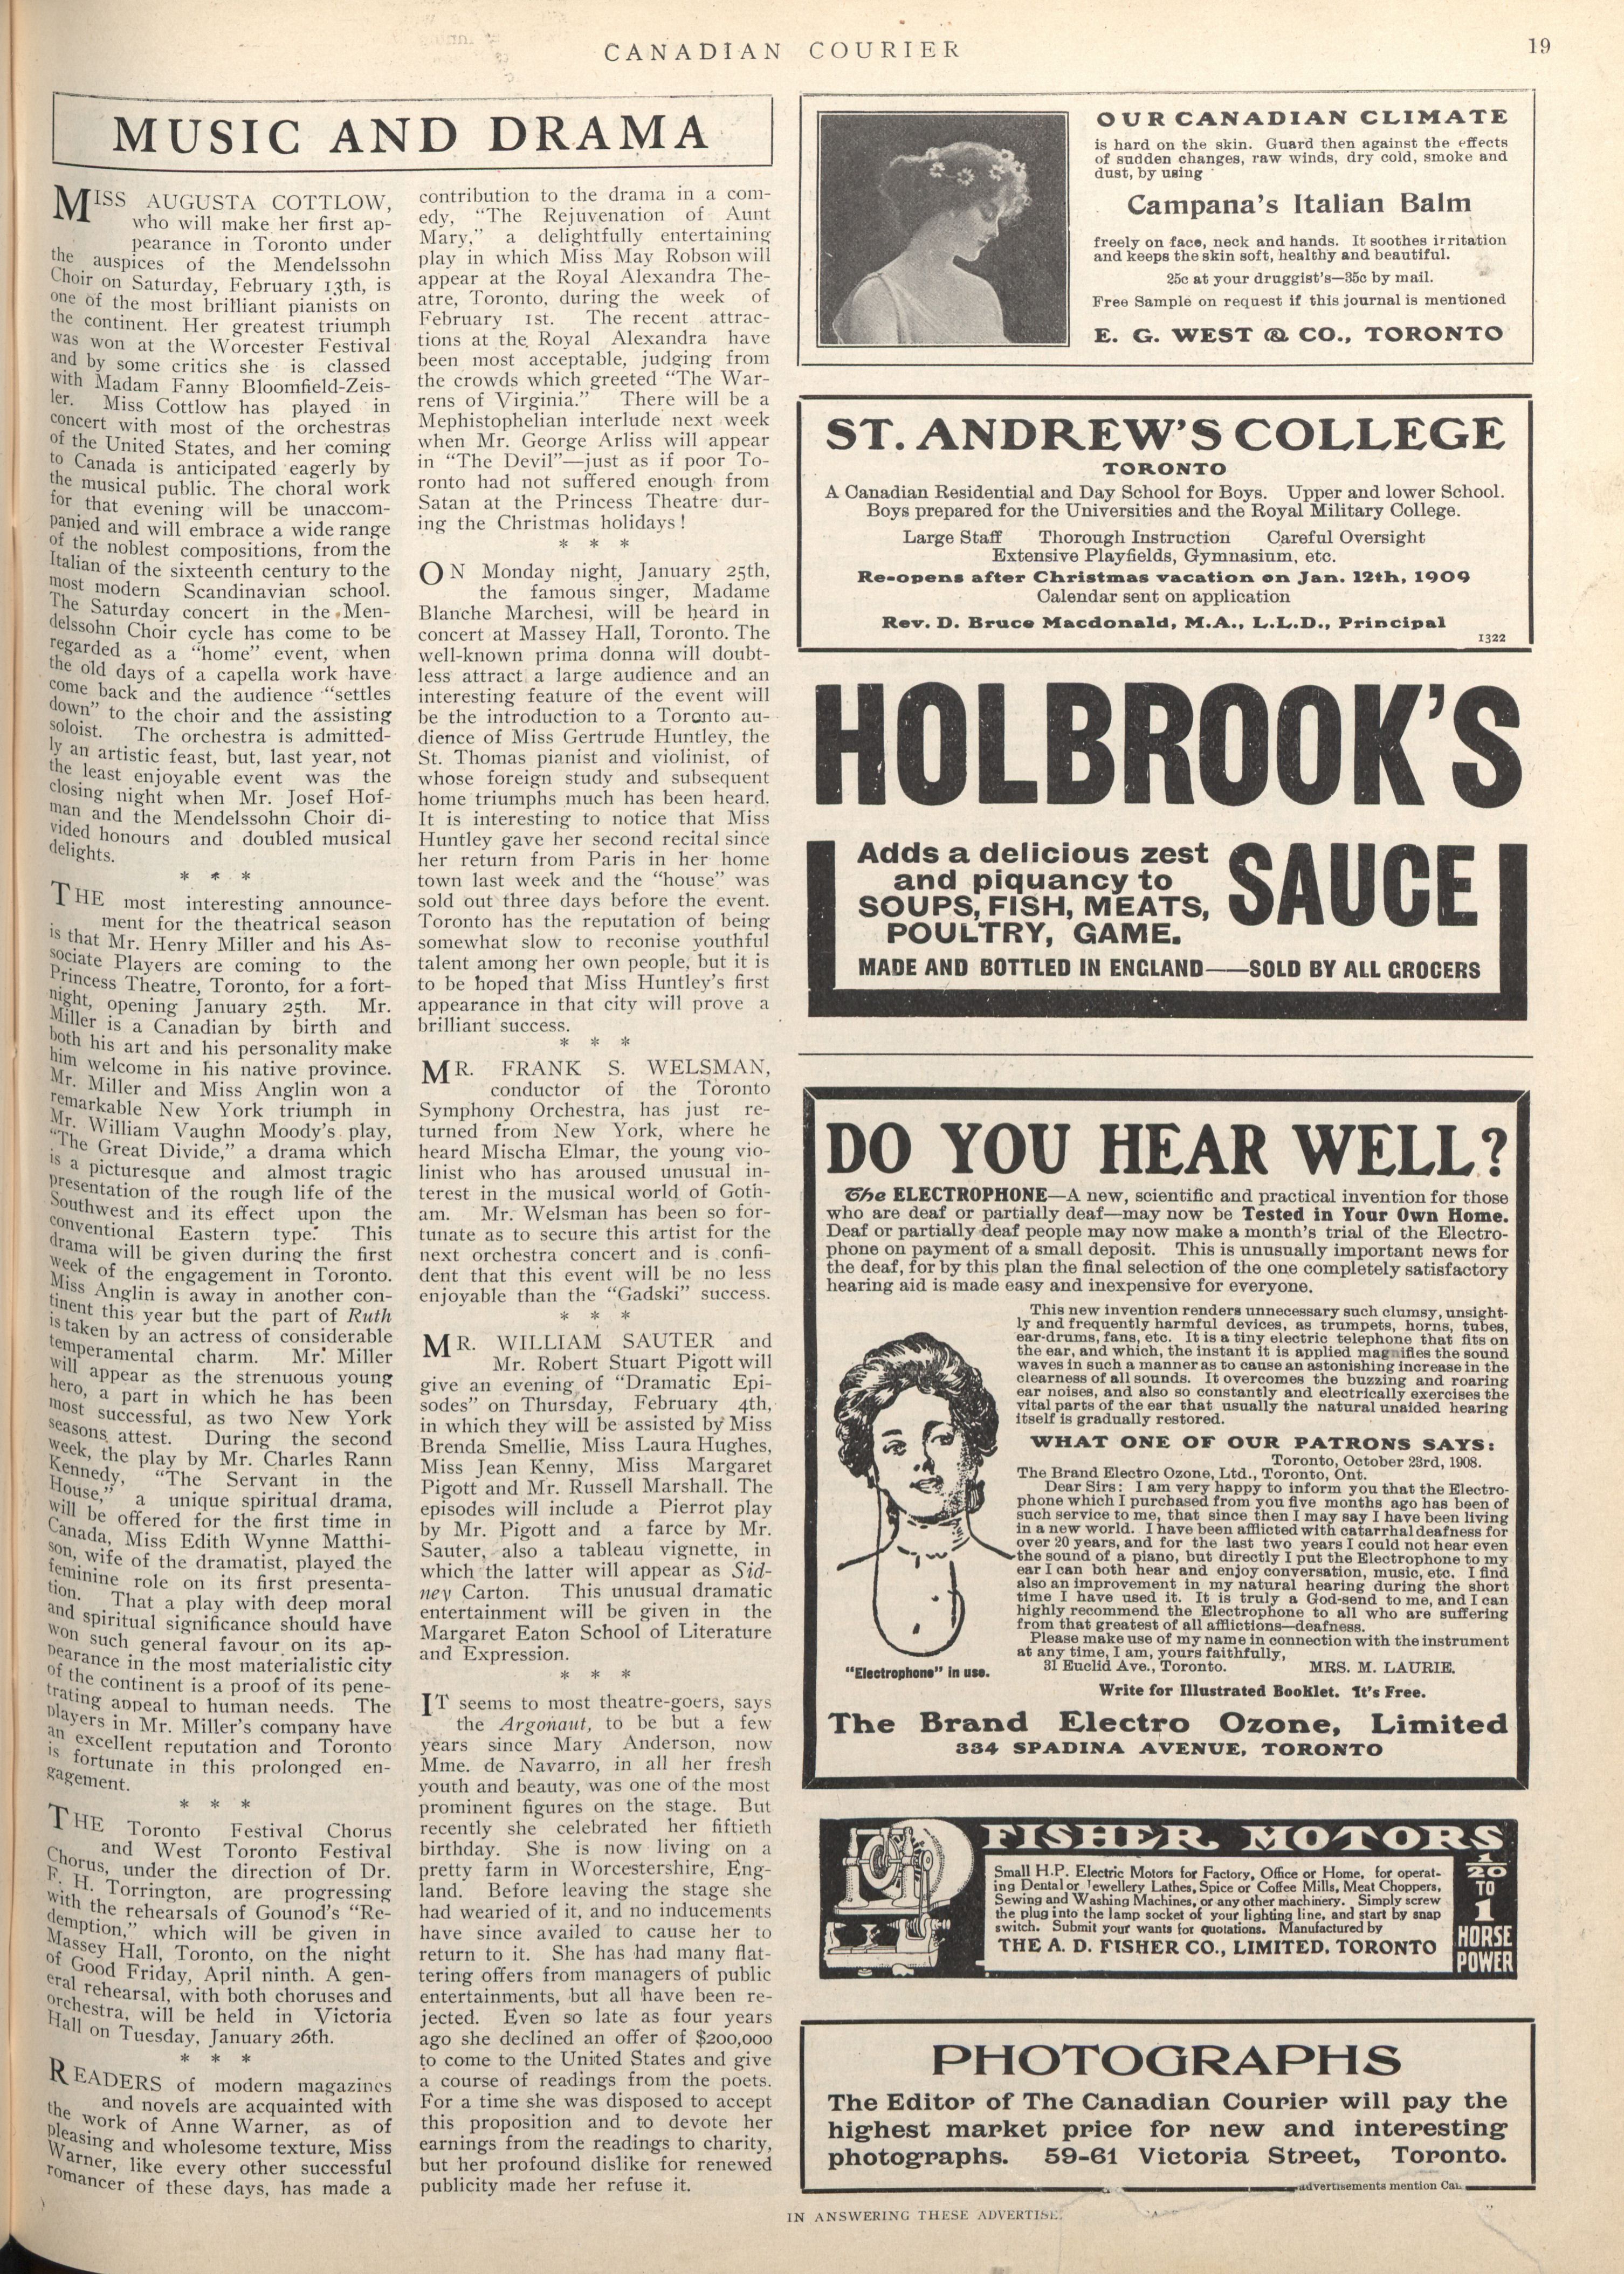 CANADIAN COURIER
19
MUSIC AND DRAMA
MISS AUGUSTA COTTLOW,
who will make her first ap-
pearance in Toronto under
the auspices of the Mendelssohn
Choir on Saturday, February 13th, is
one of the most brilliant pianists on
the continent. Her greatest triumph
was won at the Worcester Festival
and by some critics she is classed
with Madam Fanny Bloomfield-Zeis-
ler. Miss Cottlow has played in
concert with most of the orchestras
of the United States, and her coming
to Canada is anticipated eagerly by
the musical public. The choral work
for that evening will be unaccom-
panied and will embrace a wide range
of the noblest compositions, from the
Italian of the sixteenth century to the
most modern Scandinavian school.
The Saturday concert in the Men-
delssohn Choir cycle has come to be
regarded as a "home" event, when
the old days of a capella work have
come back and the audience "settles
down" to the choir and the assisting
soloist. The orchestra is admitted-
ly an artistic feast, but, last year, not
the least enjoyable event was the
closing night when Mr. Josef Hof-
man and the Mendelssohn Choir di-
vided honours and doubled musical
delights.
* * *
THE most interesting announce-
ment for the theatrical season
is that Mr. Henry Miller and his As-
sociate Players are coming to the
Princess Theatre, Toronto, for a fort-
night, opening January 25th. Mr.
Miller is a Canadian by birth and
both his art and his personality make
him welcome in his native province.
Mr. Miller and Miss Anglin won a
remarkable New York triumph in
Mr. William Vaughn Moody's play,
"The Great Divide," a drama which
is a picturesque and almost tragic
presentation of the rough life of the
Southwest and its effect upon the
conventional Eastern type. This
drama will be given during the first
week of the engagement in Toronto.
Miss Anglin is away in another con-
tinent this year but the part of Ruth
is taken by an actress of considerable
temperamental charm. Mr. Miller
will appear as the strenuous young
hero, a part in which he has been
most successful, as two New York
seasons attest. During the second
week, the play by Mr. Charles Rann
Kennedy, "The Servant in the
House," a unique spiritual drama,
will be offered for the first time in
Canada, Miss Edith Wynne Matthi-
son, wife of the dramatist, played the
feminine role on its first presenta-
tion. That a play with deep moral
and spiritual significance should have
won such general favour on its ap-
pearance in the most materialistic city
of the continent is a proof of its pene-
trating appeal to human needs. The
players in Mr. Miller's company have
an excellent reputation and Toronto
is fortunate in this prolonged en-
gagement.
* * *
THE Toronto Festival Chorus
and West Toronto Festival
Chorus, under the direction of Dr.
F. H. Torrington, are progressing
with the rehearsals of Gounod's "Re-
demption," which will be given in
Massey Hall, Toronto, on the night
of Good Friday, April ninth. A gen-
eral rehearsal, with both choruses and
orchestra, will be held in Victoria
Hall on Tuesday, January 26th.
* * *
READERS of modern magazines
and novels are acquainted with
the work of Anne Warner, as of
pleasing and wholesome texture, Miss
Warner, like every other successful
romancer of these days, has made a
contribution to the drama in a com-
edy, "The Rejuvenation of Aunt
Mary," a delightfully entertaining
play in which Miss May Robson will
appear at the Royal Alexandra The-
atre, Toronto, during the week of
February 1st. The recent attrac-
tions at the Royal Alexandra have
been most acceptable, judging from
the crowds which greeted "The War-
rens of Virginia." There will be a
Mephistophelian interlude next week
when Mr. George Arliss will appear
in "The Devil"—just as if poor To-
ronto had not suffered enough from
Satan at the Princess Theatre dur-
ing the Christmas holidays!
* * *
ON Monday night, January 25th,
the famous singer, Madame
Blanche Marchesi, will be heard in
concert at Massey Hall, Toronto. The
well-known prima donna will doubt-
less attract a large audience and an
interesting feature of the event will
be the introduction to a Toronto au-
dience of Miss Gertrude Huntley, the
St. Thomas pianist and violinist, of
whose foreign study and subsequent
home triumphs much has been heard.
It is interesting to notice that Miss
Huntley gave her second recital since
her return from Paris in her home
town last week and the "house" was
sold out three days before the event.
Toronto has the reputation of being
somewhat slow to reconise youthful
talent among her own people, but it is
to be hoped that Miss Huntley's first
appearance in that city will prove a
brilliant success.
* * *
MR. FRANK S. WELSMAN,
conductor of the Toronto
Symphony Orchestra, has just re-
turned from New York, where he
heard Mischa Elmar, the young vio-
linist who has aroused unusual in-
terest in the musical world of Goth-
am. Mr. Welsman has been so for-
tunate as to secure this artist for the
next orchestra concert and is confi-
dent that this event will be no less
enjoyable than the "Gadski" success.
* * *
MR. WILLIAM SAUTER and
Mr. Robert Stuart Pigott will
give an evening of "Dramatic Epi-
sodes" on Thursday, February 4th,
in which they will be assisted by Miss
Brenda Smellie, Miss Laura Hughes,
Miss Jean Kenny, Miss Margaret
Pigott and Mr. Russell Marshall. The
episodes will include a Pierrot play
by Mr. Pigott and a farce by Mr.
Sauter, also a tableau vignette, in
which the latter will appear as Sid-
ney Carton. This unusual dramatic
entertainment will be given in the
Margaret Eaton School of Literature
and Expression.
* * *
IT seems to most theatre-goers, says
the Argonaut, to be but a few
years since Mary Anderson, now
Mme. de Navarro, in all her fresh
youth and beauty, was one of the most
prominent figures on the stage. But
recently she celebrated her fiftieth
birthday. She is now living on a
pretty farm in Worcestershire, Eng-
land. Before leaving the stage she
had wearied of it, and no inducements
have since availed to cause her to
return to it. She has had many flat-
tering offers from managers of public
entertainments, but all have been re-
jected. Even so late as four years
ago she declined an offer of $200,000
to come to the United States and give
a course of readings from the poets.
For a time she was disposed to accept
this proposition and to devote her
earnings from the readings to charity,
but her profound dislike for renewed
publicity made her refuse it.
OUR CANADIAN CLIMATE
is hard on the skin. Guard then against the effects
of sudden changes, raw winds, dry cold, smoke and
dust, by using
Campana's Italian Balm
freely on face, neck and hands. It soothes irritation
and keeps the skin soft, healthy and beautiful.
25c at your druggist's—35c by mail.
Free Sample on request if this journal is mentioned
E. G. WEST & CO., TORONTO
ST. ANDREW'S COLLEGE
TORONTO
A Canadian Residential and Day School for Boys. Upper and lower School.
Boys prepared for the Universities and the Royal Military College.
Large Staff Thorough Instruction Careful Oversight
Extensive Playfields, Gymnasium, etc.
Re-opens after Christmas vacation on Jan. 12th, 1909
Calendar sent on application
Rev. D. Bruce Macdonald, M.A., L.L.D., Principal
1322
HOLBROOK'S
Adds a delicious zest
and piquancy to
SOUPS, FISH, MEATS,
POULTRY, GAME.
SAUCE
MADE AND BOTTLED IN ENGLAND—SOLD BY ALL GROCERS
DO YOU HEAR WELL?
The ELECTROPHONE—A new, scientific and practical invention for those
who are deaf or partially deaf—may now be Tested in Your Own Home.
Deaf or partially deaf people may now make a month's trial of the Electro-
phone on payment of a small deposit. This is unusually important news for
the deaf, for by this plan the final selection of the one completely satisfactory
hearing aid is made easy and inexpensive for everyone.
This new invention renders unnecessary such clumsy, unsight-
ly and frequently harmful devices, as trumpets, horns, tubes,
ear-drums, fans, etc. It is a tiny electric telephone that fits on
the ear, and which, the instant it is applied magnifies the sound
waves in such a manner as to cause an astonishing increase in the
clearness of all sounds. It overcomes the buzzing and roaring
ear noises, and also so constantly and electrically exercises the
vital parts of the ear that usually the natural unaided hearing
itself is gradually restored.
WHAT ONE OF OUR PATRONS SAYS:
Toronto, October 23rd, 1908.
The Brand Electro Ozone, Ltd., Toronto, Ont.
Dear Sirs: I am very happy to inform you that the Electro-
phone which I purchased from you five months ago has been of
such service to me, that since then I may say I have been living
in a new world. I have been afflicted with catarrhal deafness for
over 20 years, and for the last two years I could not hear even
the sound of a piano, but directly I put the Electrophone to my
ear I can both hear and enjoy conversation, music, etc. I find
also an improvement in my natural hearing during the short
time I have used it. It is truly a God-send to me, and I can
highly recommend the Electrophone to all who are suffering
from that greatest of all afflictions—deafness.
Please make use of my name in connection with the instrument
at any time, I am, yours faithfully,
31 Euclid Ave., Toronto. MRS. M. LAURIE.
"Electrophone" in use.
Write for Illustrated Booklet. It's Free.
The Brand Electro Ozone, Limited
334 SPADINA AVENUE, TORONTO
FISHER MOTORS
Small H.P. Electric Motors for Factory, Office or Home, for operat-
ing Dental or Jewellery Lathes, Spice or Coffee Mills, Meat Choppers,
Sewing and Washing Machines, or any other machinery. Simply screw
the plug into the lamp socket of your lighting line, and start by snap
switch. Submit your wants for quotations. Manufactured by
THE A. D. FISHER CO., LIMITED, TORONTO
1/20
TO
1
HORSE
POWER
PHOTOGRAPHS
The Editor of The Canadian Courier will pay the
highest market price for new and interesting
photographs. 59-61 Victoria Street, Toronto.
advertisements mention
IN ANSWERING THESE